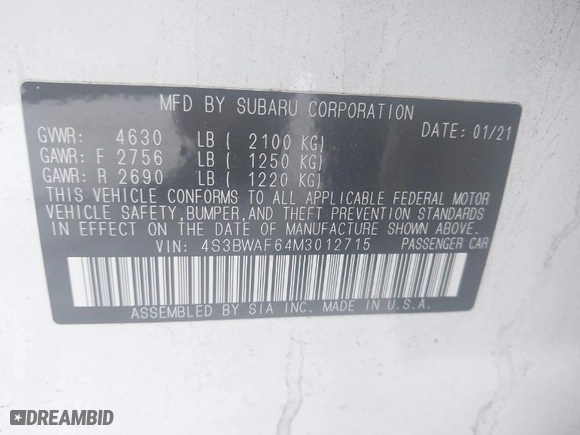 MFD BY SUBARU CORPORATION
GVWR: 4630 LB ( 2100 KG) DATE: 01/21
GAWR: F 2756 LB ( 1250 KG)
GAWR: R 2690 LB ( 1220 KG)
THIS VEHICLE CONFORMS TO ALL APPLICABLE FEDERAL MOTOR
VEHICLE SAFETY, BUMPER, AND THEFT PREVENTION STANDARDS
IN EFFECT ON THE DATE OF MANUFACTURE SHOWN ABOVE.
VIN: 4S3BWAF64M3012715 PASSENGER CAR
ASSEMBLED BY SIA INC. MADE IN U.S.A.
DREAMBID